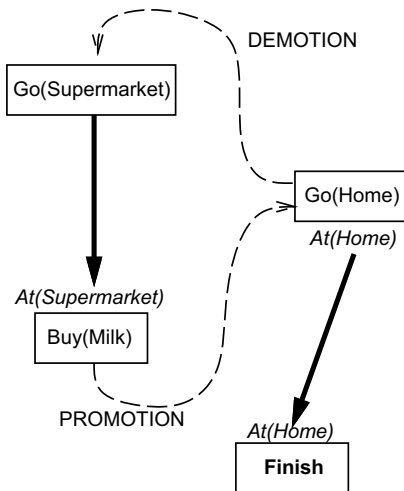 DEMOTION
Go(Supermarket)
Go(Home)
At(Home)
At(Supermarket)
Buy(Milk)
PROMOTION
At(Home)
Finish